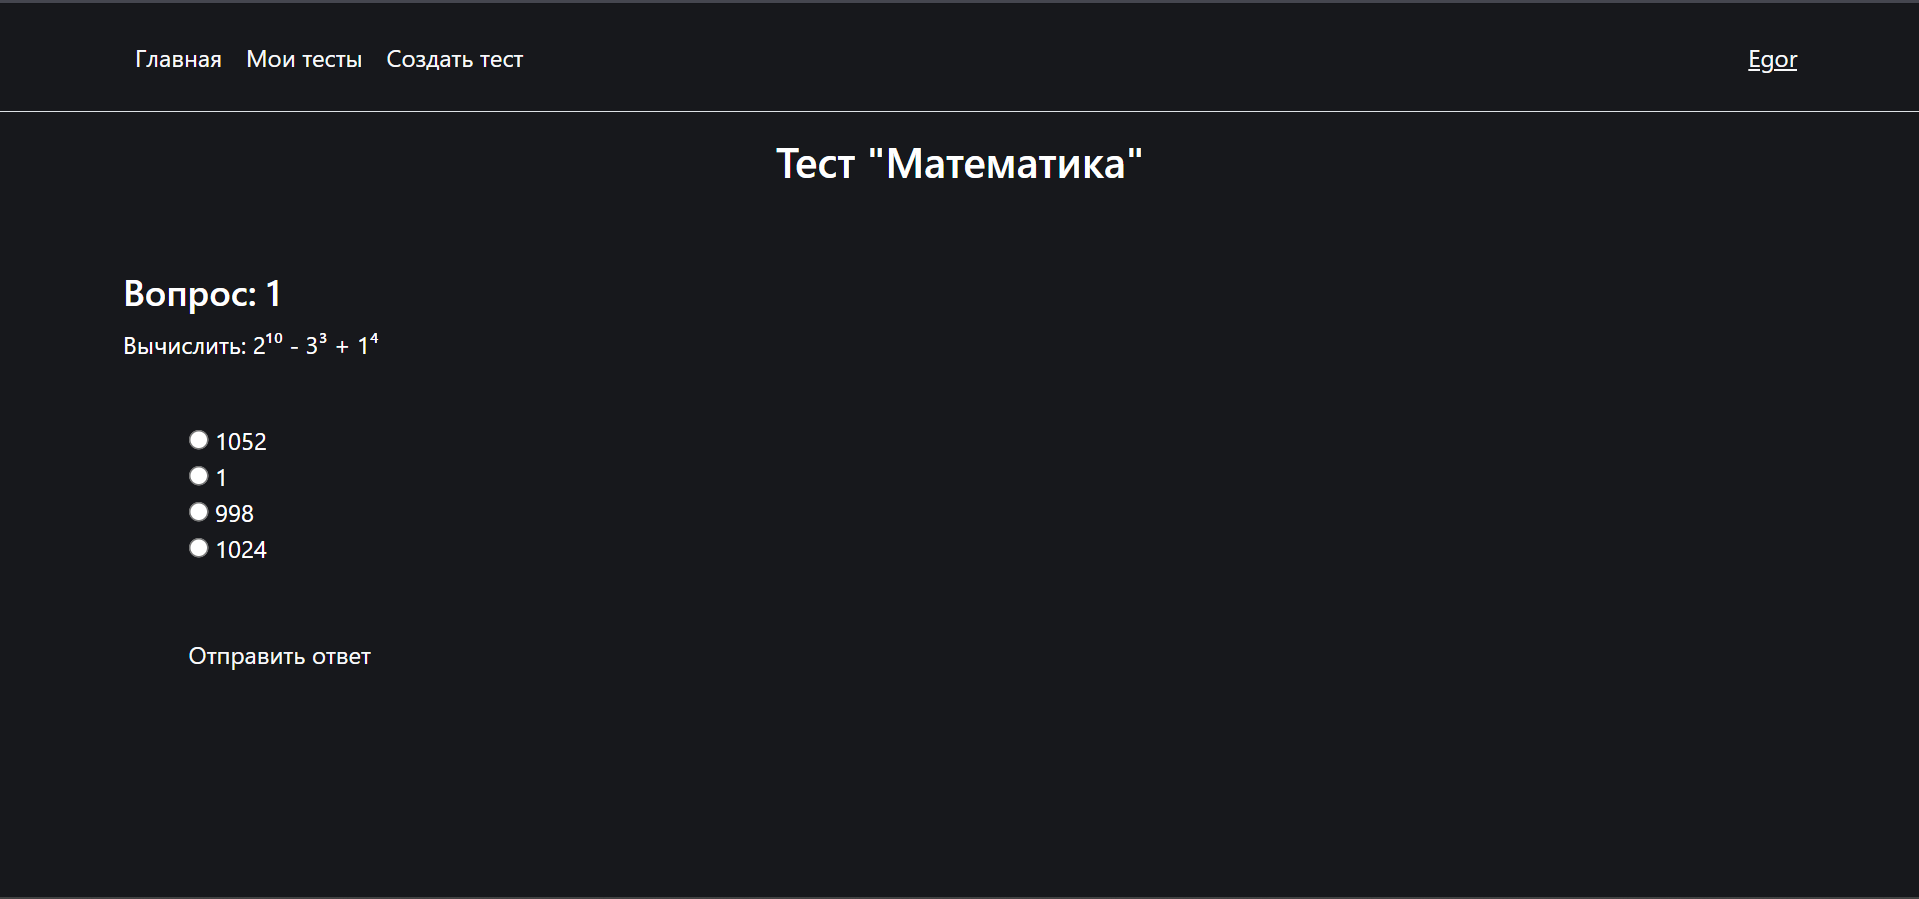 Главная Мои тесты Создать тест Egor
Тест "Математика"
Вопрос: 1
Вычислить: 2¹⁰ - 3³ + 1⁴
1052
1
998
1024
Отправить ответ